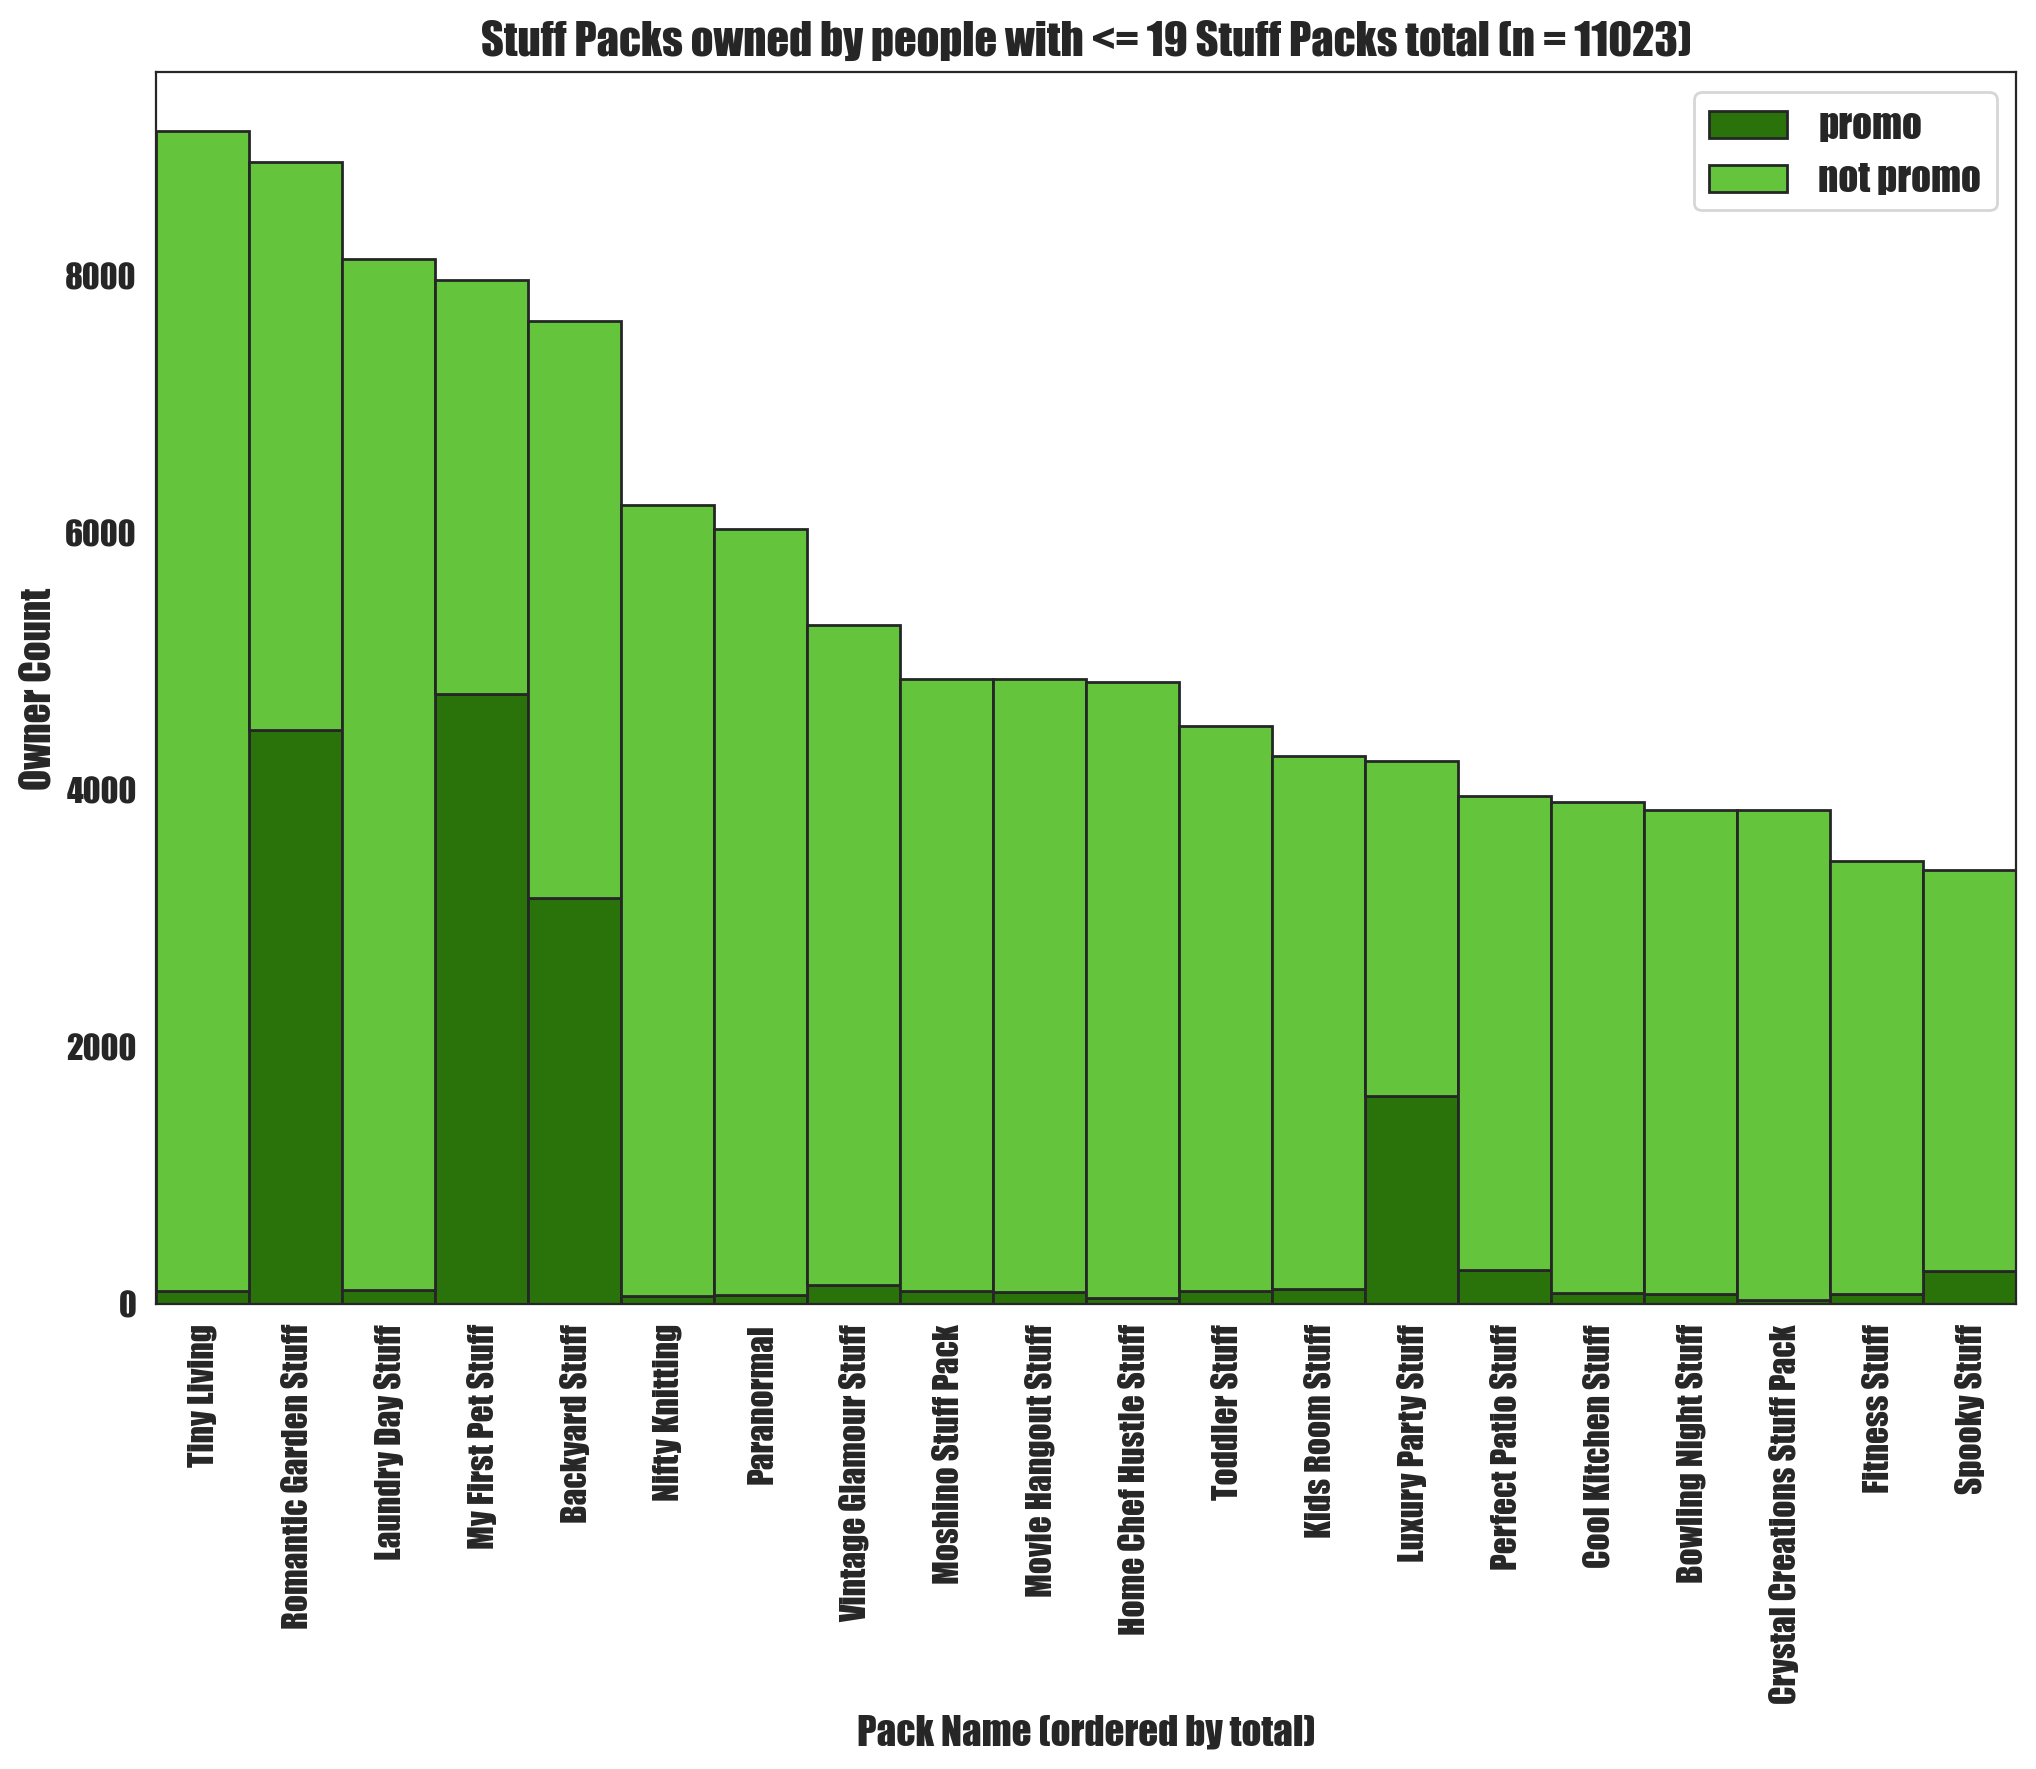 Stuff Packs owned by people with <= 19 Stuff Packs total (n = 11023)
promo
not promo
8000
6000
4000
2000
0
Owner Count
Tiny Living
Romantic Garden Stuff
Laundry Day Stuff
My First Pet Stuff
Backyard Stuff
Nifty Knitting
Paranormal
Vintage Glamour Stuff
Moshino Stuff Pack
Movie Hangout Stuff
Home Chef Hustle Stuff
Toddler Stuff
Kids Room Stuff
Luxury Party Stuff
Perfect Patio Stuff
Cool Kitchen Stuff
Bowling Night Stuff
Crystal Creations Stuff Pack
Fitness Stuff
Spooky Stuff
Pack Name (ordered by total)